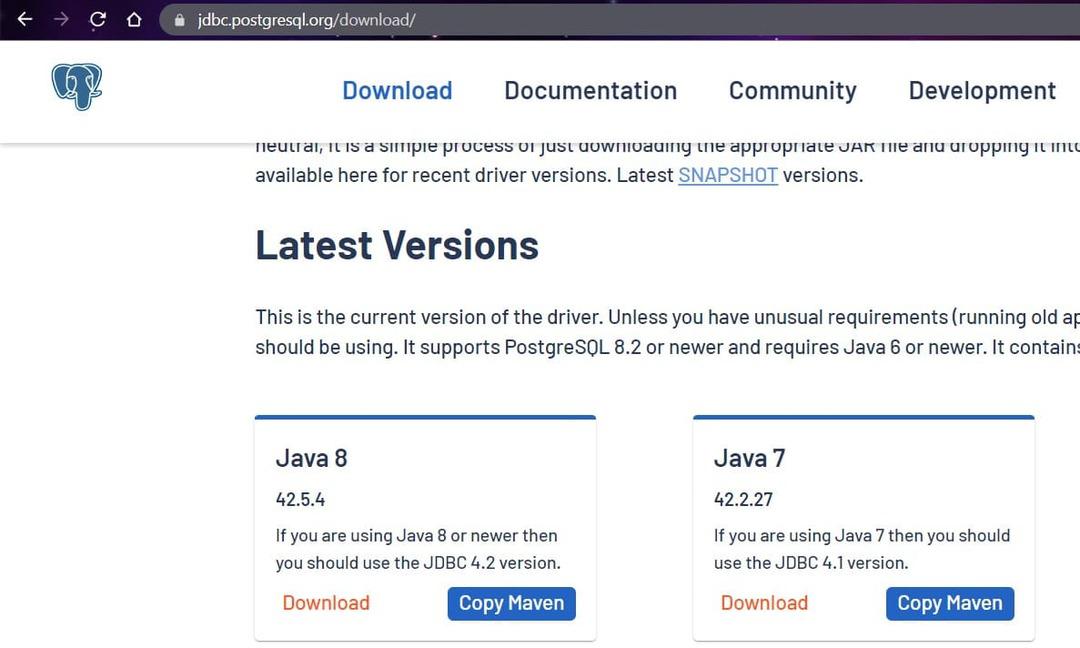 jdbc.postgresql.org/download/
Download Documentation Community Development
neutral, it is a simple process of just downloading the appropriate JAR file and dropping it into
available here for recent driver versions. Latest SNAPSHOT versions.
Latest Versions
This is the current version of the driver. Unless you have unusual requirements (running old ap
should be using. It supports PostgreSQL 8.2 or newer and requires Java 6 or newer. It contains
Java 8
42.5.4
If you are using Java 8 or newer then
you should use the JDBC 4.2 version.
Download Copy Maven
Java 7
42.2.27
If you are using Java 7 then you should
use the JDBC 4.1 version.
Download Copy Maven